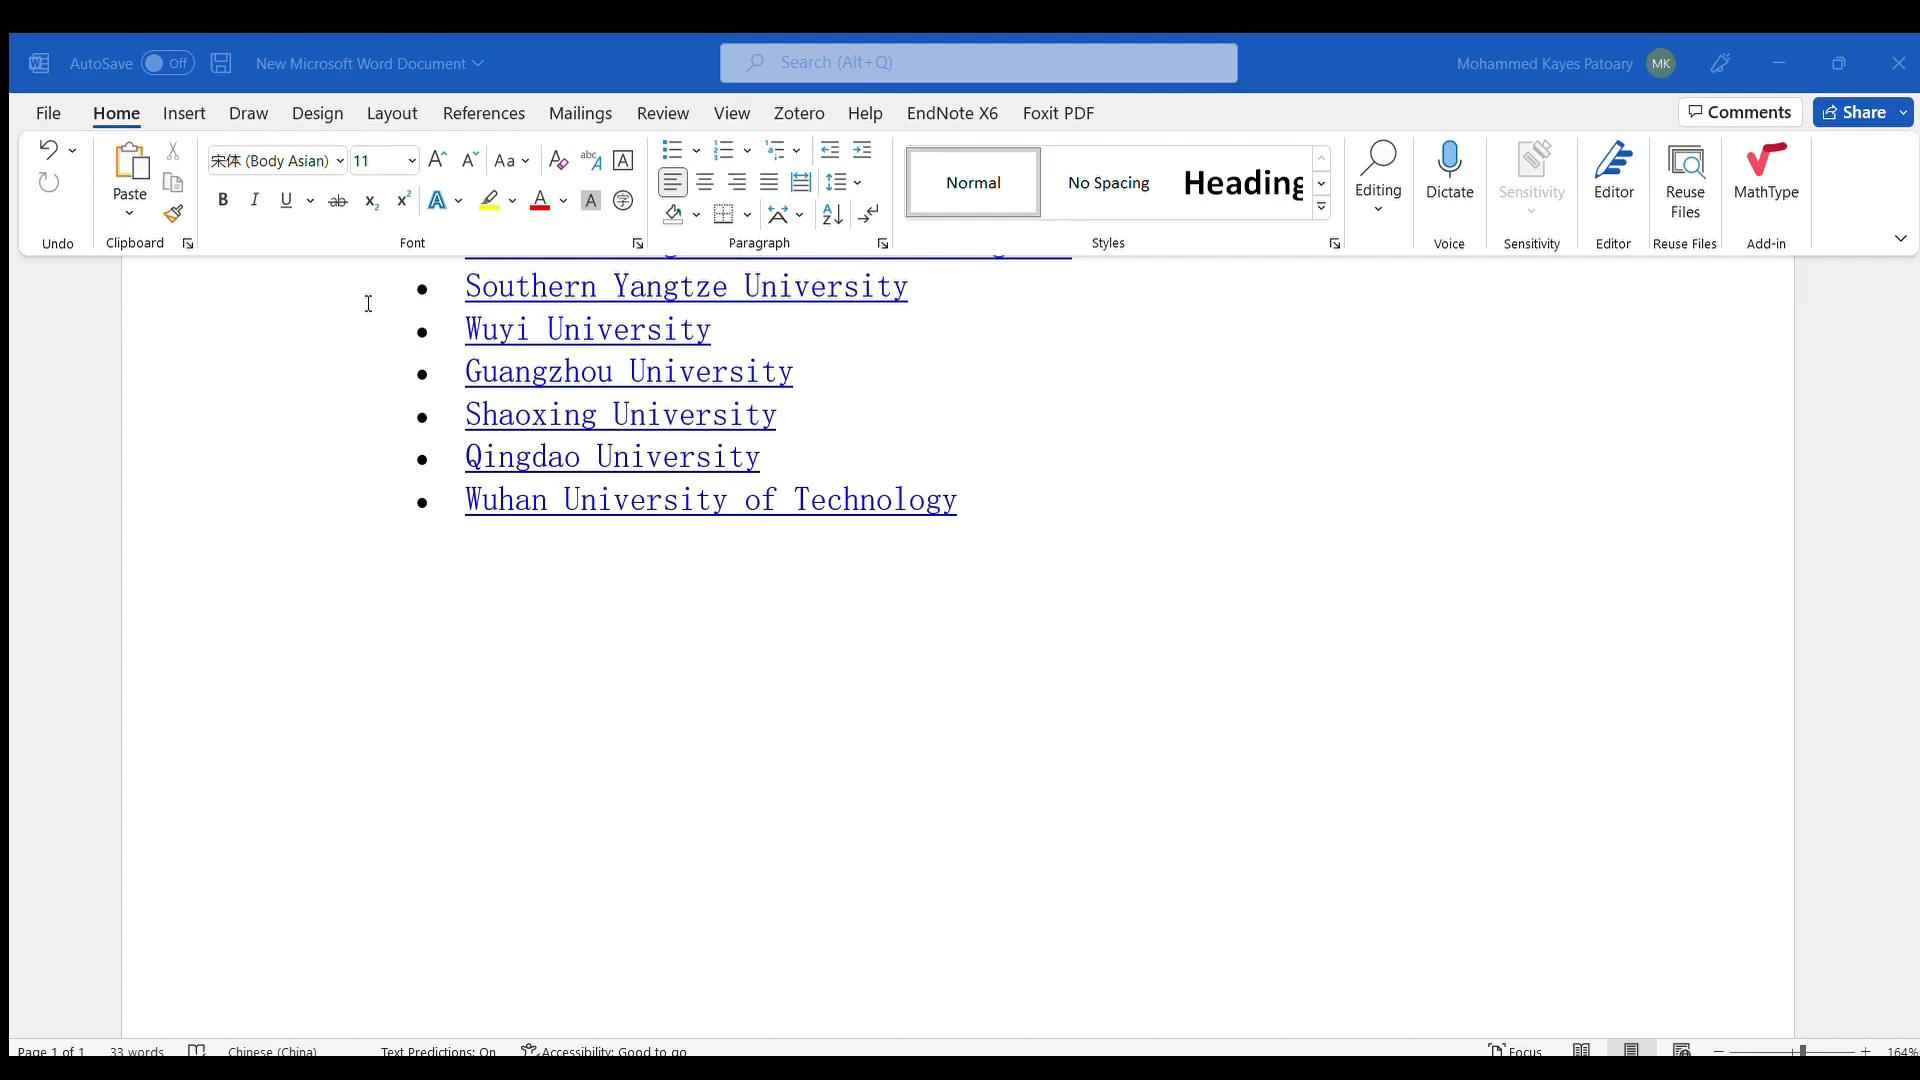 AutoSave Off New Microsoft Word Document Search (Alt+Q) Mohammed Kayes Patoary MK
File Home Insert Draw Design Layout References Mailings Review View Zotero Help EndNote X6 Foxit PDF Comments Share
Paste 宋体 (Body Asian) 11 Aa Normal No Spacing Heading Editing Dictate Sensitivity Editor Reuse Files MathType
Undo Clipboard Font Paragraph Styles Voice Sensitivity Editor Reuse Files Add-in
Southern Yangtze University
Wuyi University
Guangzhou University
Shaoxing University
Qingdao University
Wuhan University of Technology
Page 1 of 1 33 words Chinese (China) Text Predictions: On Accessibility: Good to go Focus 164%